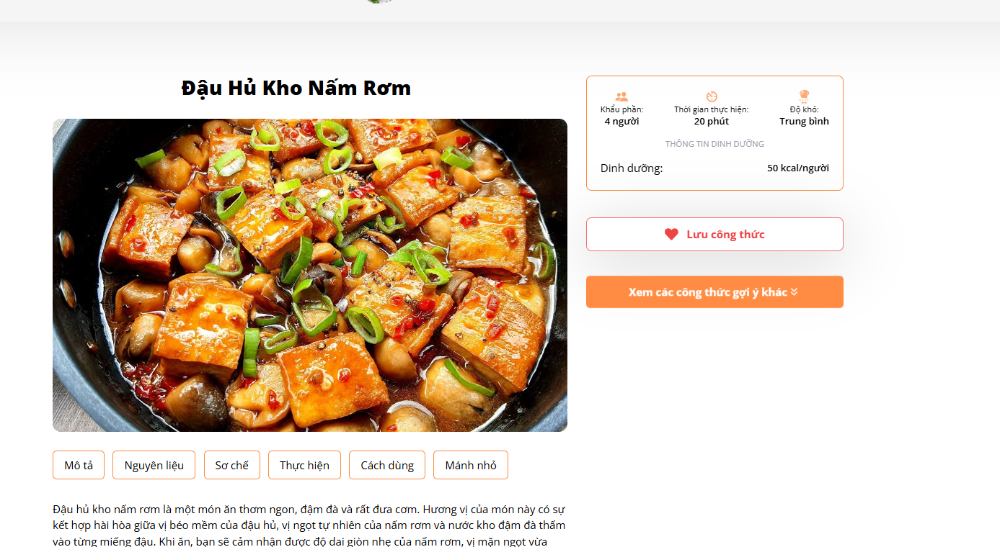 Đậu Hủ Kho Nấm Rơm
Khẩu phần:
4 người
Thời gian thực hiện:
20 phút
Độ khó:
Trung bình
THÔNG TIN DINH DƯỠNG
Dinh dưỡng:
50 kcal/người
Lưu công thức
Xem các công thức gợi ý khác
Mô tả
Nguyên liệu
Sơ chế
Thực hiện
Cách dùng
Mánh nhỏ
Đậu hủ kho nấm rơm là một món ăn thơm ngon, đậm đà và rất đưa cơm. Hương vị của món này có sự
kết hợp hài hòa giữa vị béo mềm của đậu hủ, vị ngọt tự nhiên của nấm rơm và nước kho đậm đà thấm
vào từng miếng đậu. Khi ăn, bạn sẽ cảm nhận được độ dai giòn nhẹ của nấm rơm, vị mặn ngọt vừa